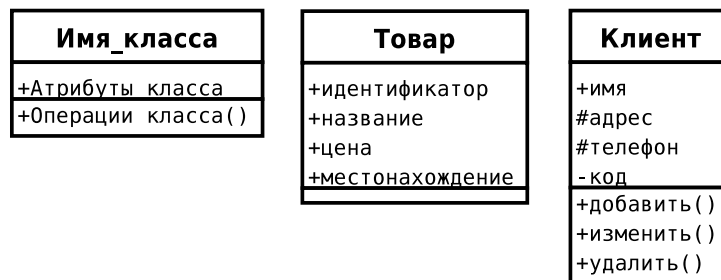 Имя_класса
+Атрибуты класса
+Операции класса()
Товар
+идентификатор
+название
+цена
+местонахождение
Клиент
+имя
#адрес
#телефон
-код
+добавить()
+изменить()
+удалить()